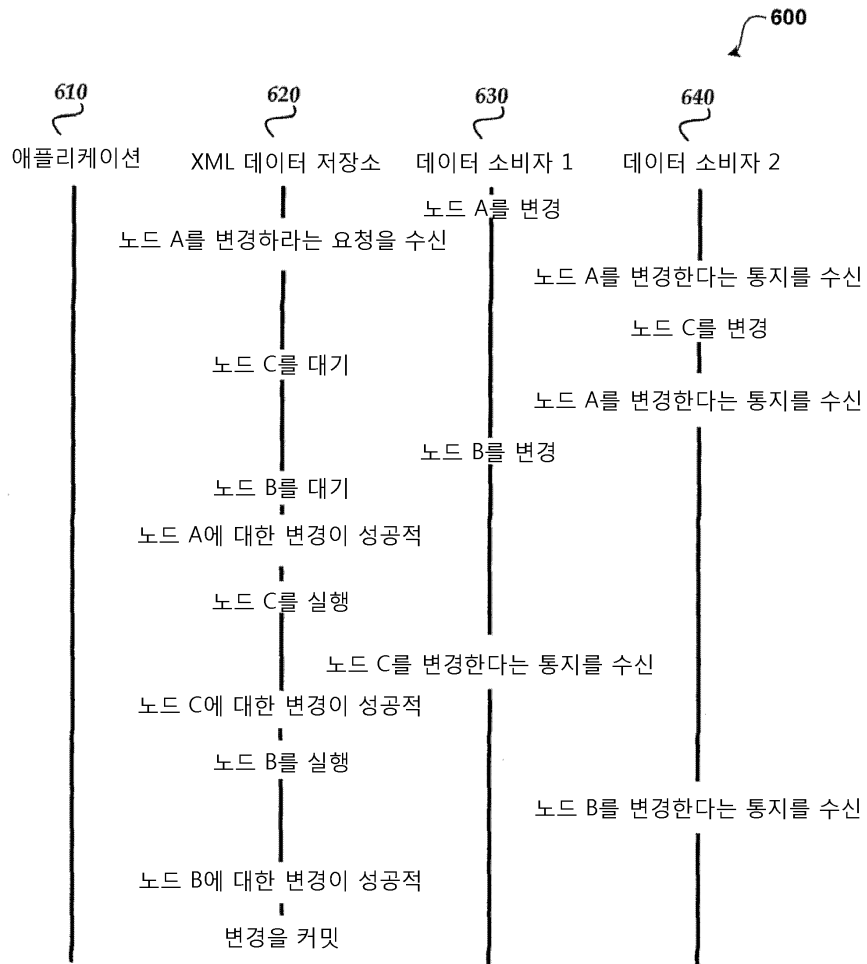 600
610
620
630
640
애플리케이션
XML 데이터 저장소
데이터 소비자 1
데이터 소비자 2
노드 A를 변경
노드 A를 변경하라는 요청을 수신
노드 A를 변경한다는 통지를 수신
노드 C를 변경
노드 C를 대기
노드 A를 변경한다는 통지를 수신
노드 B를 변경
노드 B를 대기
노드 A에 대한 변경이 성공적
노드 C를 실행
노드 C를 변경한다는 통지를 수신
노드 C에 대한 변경이 성공적
노드 B를 실행
노드 B를 변경한다는 통지를 수신
노드 B에 대한 변경이 성공적
변경을 커밋